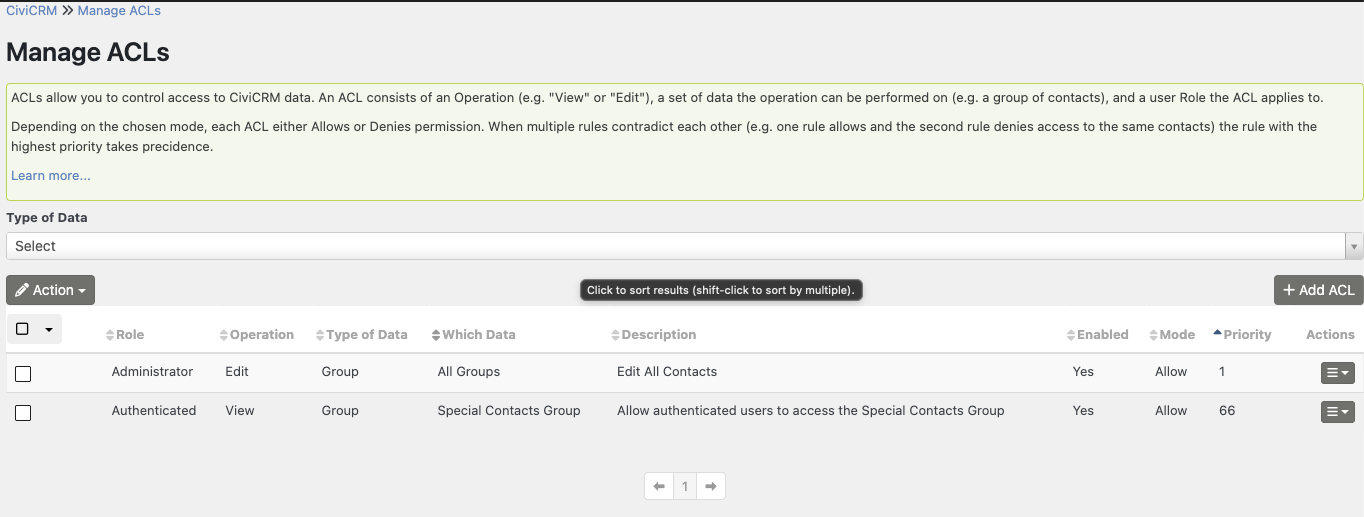 CiviCRM » Manage ACLs
Manage ACLs
ACLs allow you to control access to CiviCRM data. An ACL consists of an Operation (e.g. "View" or "Edit"), a set of data the operation can be performed on (e.g. a group of contacts), and a user Role the ACL applies to.
Depending on the chosen mode, each ACL either Allows or Denies permission. When multiple rules contradict each other (e.g. one rule allows and the second rule denies access to the same contacts) the rule with the
highest priority takes precidence.
Learn more...
Type of Data
Select
Action Click to sort results (shift-click to sort by multiple). + Add ACL
Role Operation Type of Data Which Data Description Enabled Mode Priority Actions
Administrator Edit Group All Groups Edit All Contacts Yes Allow 1
Authenticated View Group Special Contacts Group Allow authenticated users to access the Special Contacts Group Yes Allow 66
1